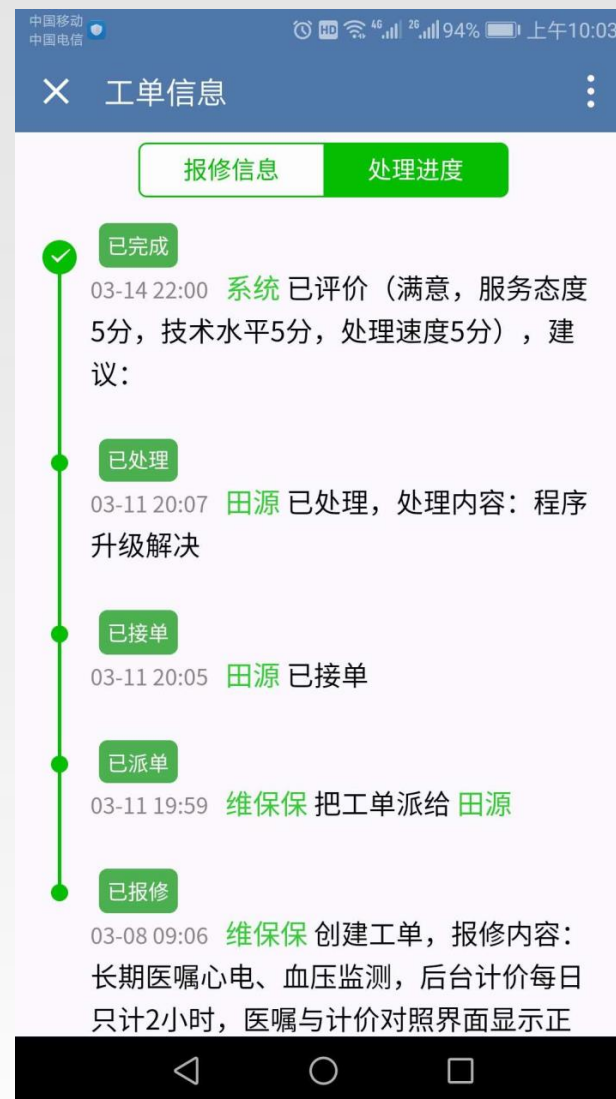 中国移动
中国电信
HD 4G 2G 94% 上午10:03
工单信息
报修信息 处理进度
已完成
03-14 22:00 系统 已评价（满意，服务态度
5分，技术水平5分，处理速度5分），建
议：
已处理
03-11 20:07 田源 已处理，处理内容：程序
升级解决
已接单
03-11 20:05 田源 已接单
已派单
03-11 19:59 维保保 把工单派给 田源
已报修
03-08 09:06 维保保 创建工单，报修内容：
长期医嘱心电、血压监测，后台计价每日
只计2小时，医嘱与计价对照界面显示正